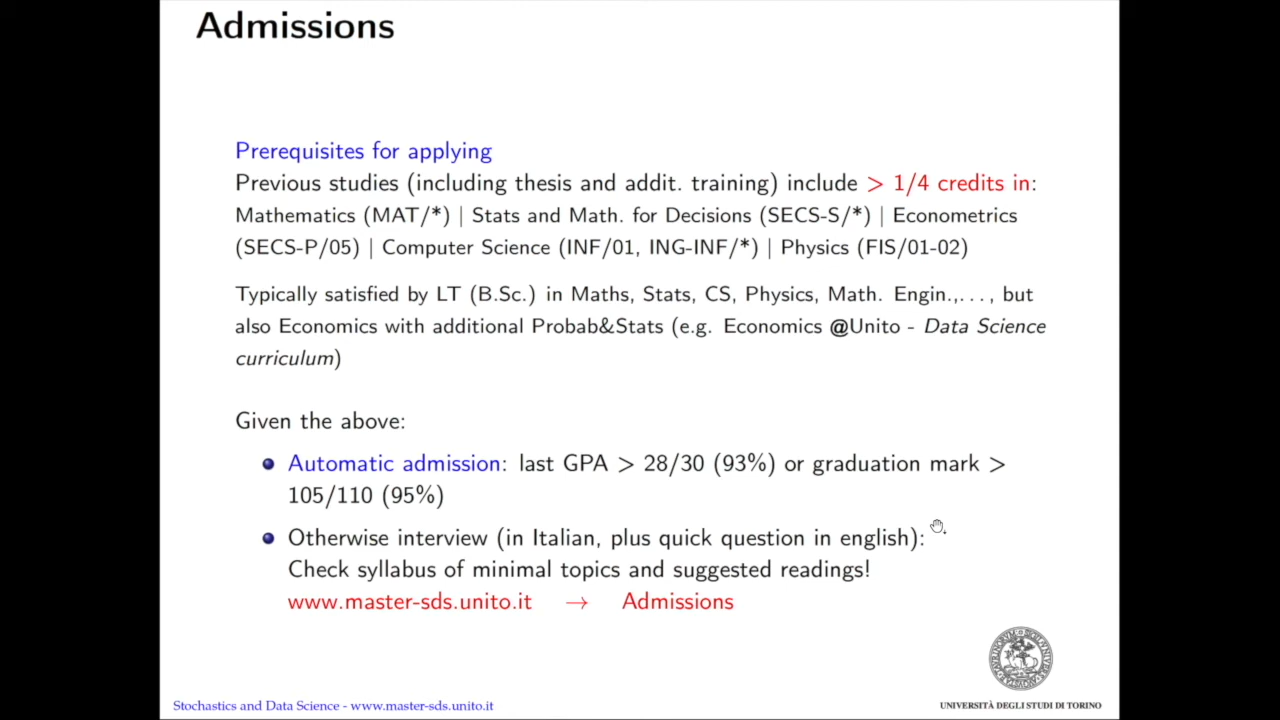 Admissions
Prerequisites for applying
Previous studies (including thesis and addit. training) include > 1/4 credits in:
Mathematics (MAT/*) | Stats and Math. for Decisions (SECS-S/*) | Econometrics
(SECS-P/05) | Computer Science (INF/01, ING-INF/*) | Physics (FIS/01-02)
Typically satisfied by LT (B.Sc.) in Maths, Stats, CS, Physics, Math. Engin.,..., but
also Economics with additional Probab&Stats (e.g. Economics @Unito - Data Science
curriculum)
Given the above:
Automatic admission: last GPA > 28/30 (93%) or graduation mark >
105/110 (95%)
Otherwise interview (in Italian, plus quick question in english):
Check syllabus of minimal topics and suggested readings!
www.master-sds.unito.it → Admissions
Stochastics and Data Science - www.master-sds.unito.it
UNIVERSITÀ DEGLI STUDI DI TORINO